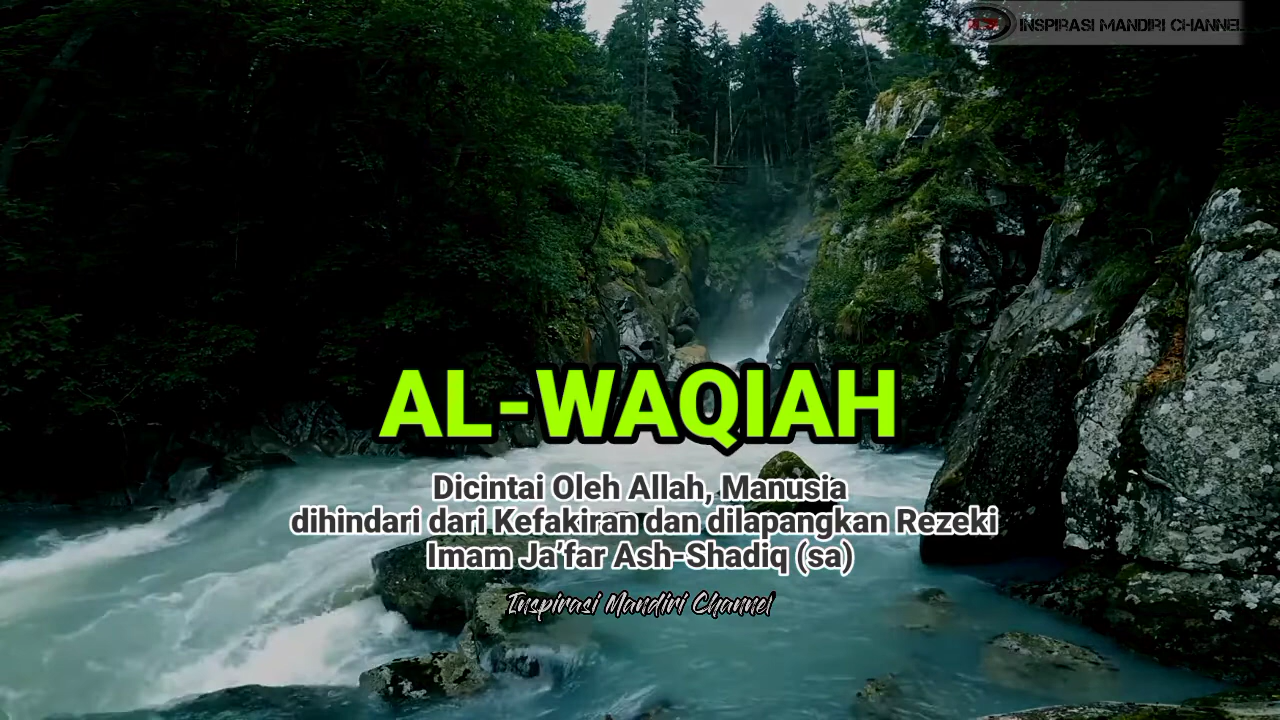 INSPIRASI MANDIRI CHANNEL
AL-WAQIAH
Dicintai Oleh Allah, Manusia
dihindari dari Kefakiran dan dilapangkan Rezeki
Imam Ja’far Ash-Shadiq (sa)
Inspirasi Mandiri Channel